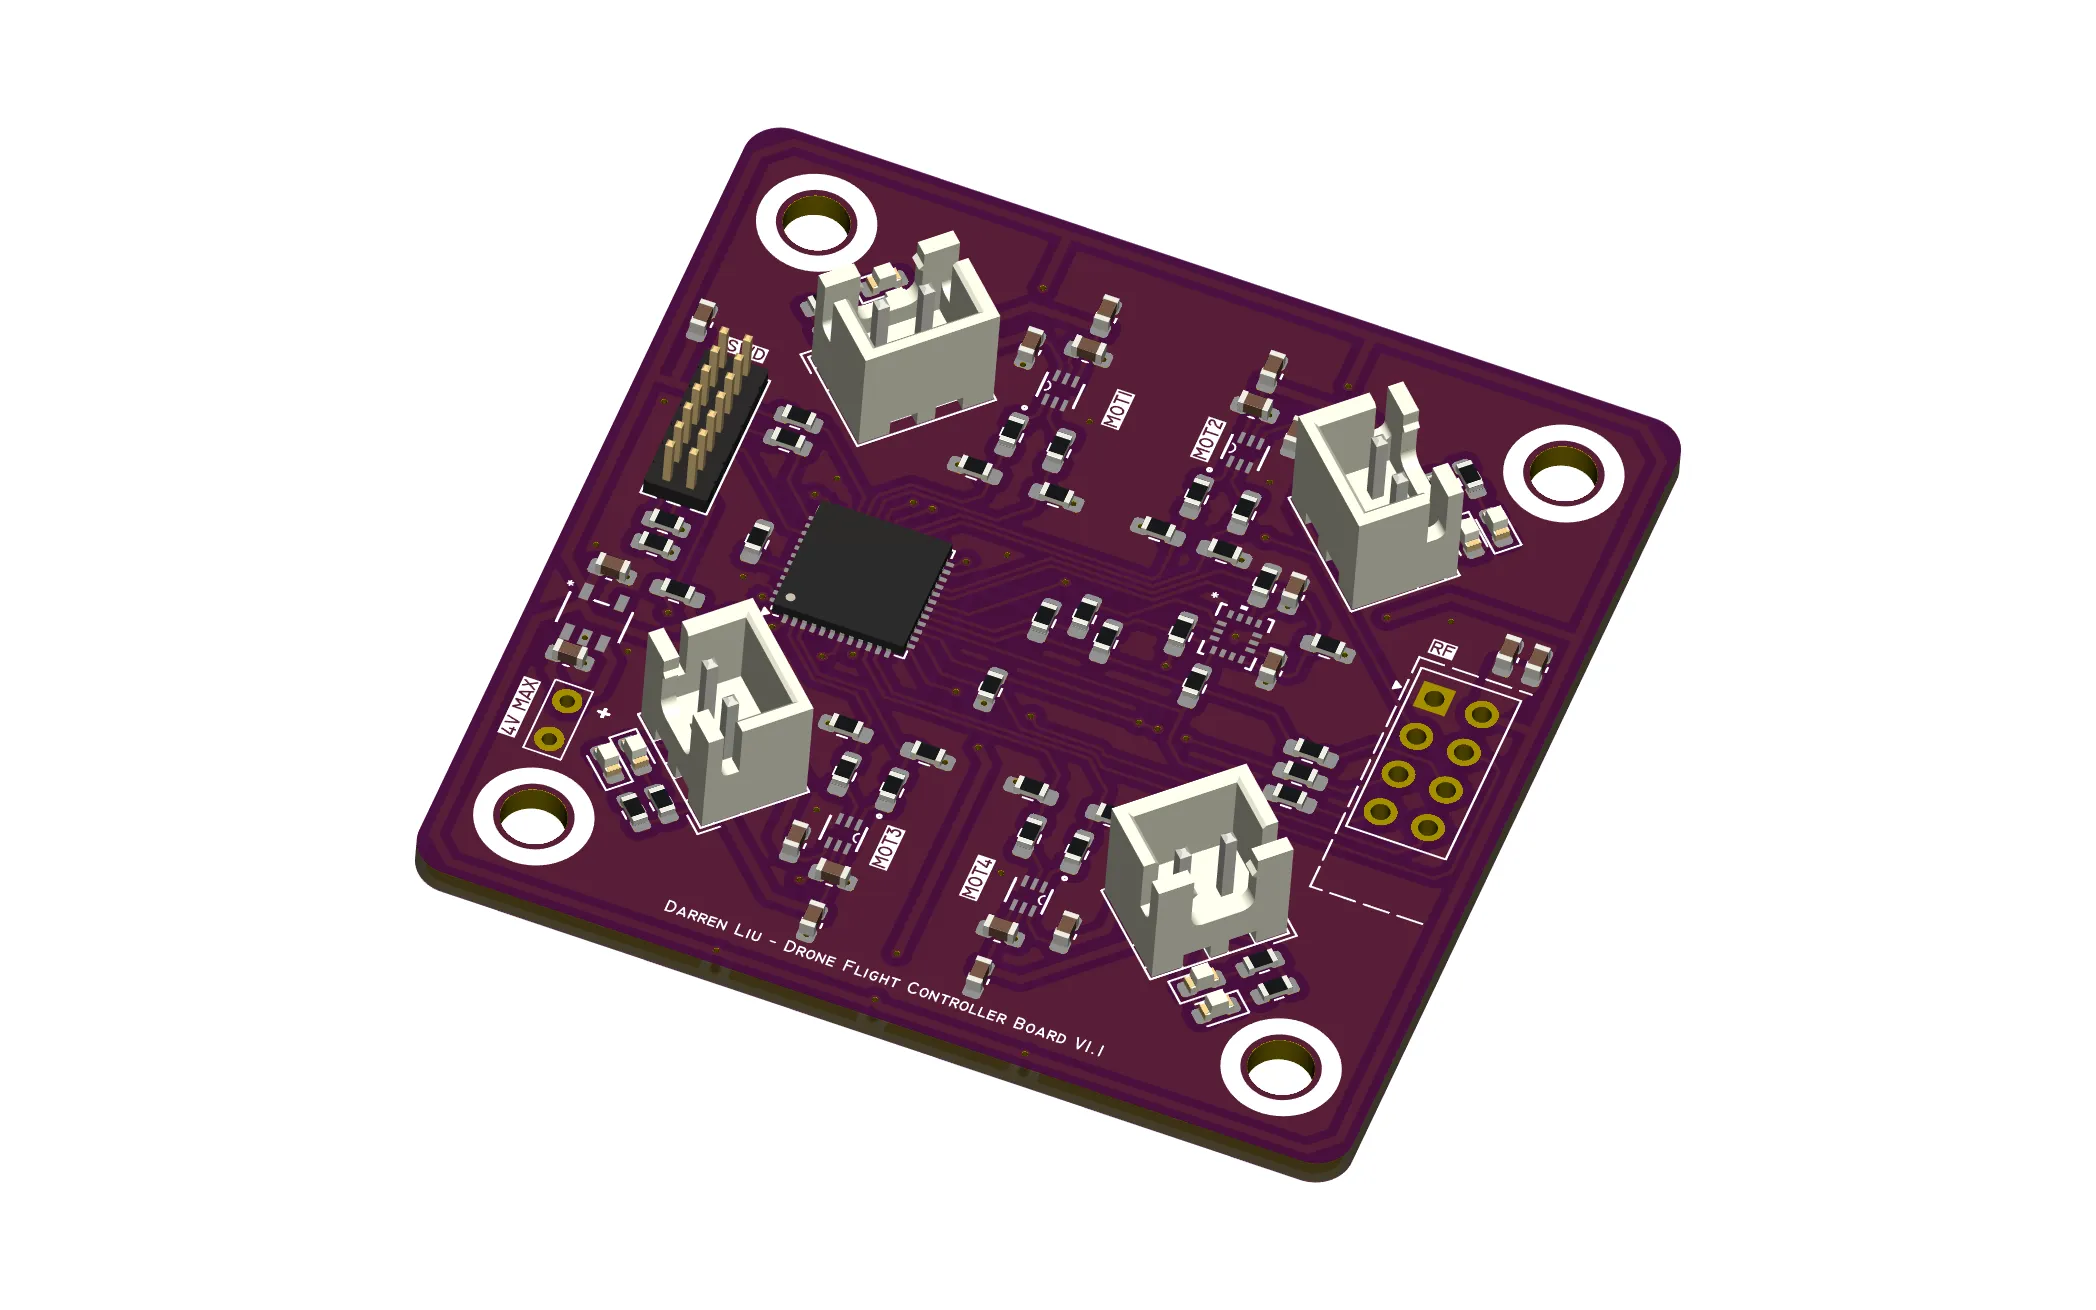 SWD
MOT1
MOT2
RF
4V MAX
+
MOT3
MOT4
Darren Liu - Drone Flight Controller Board V1.1